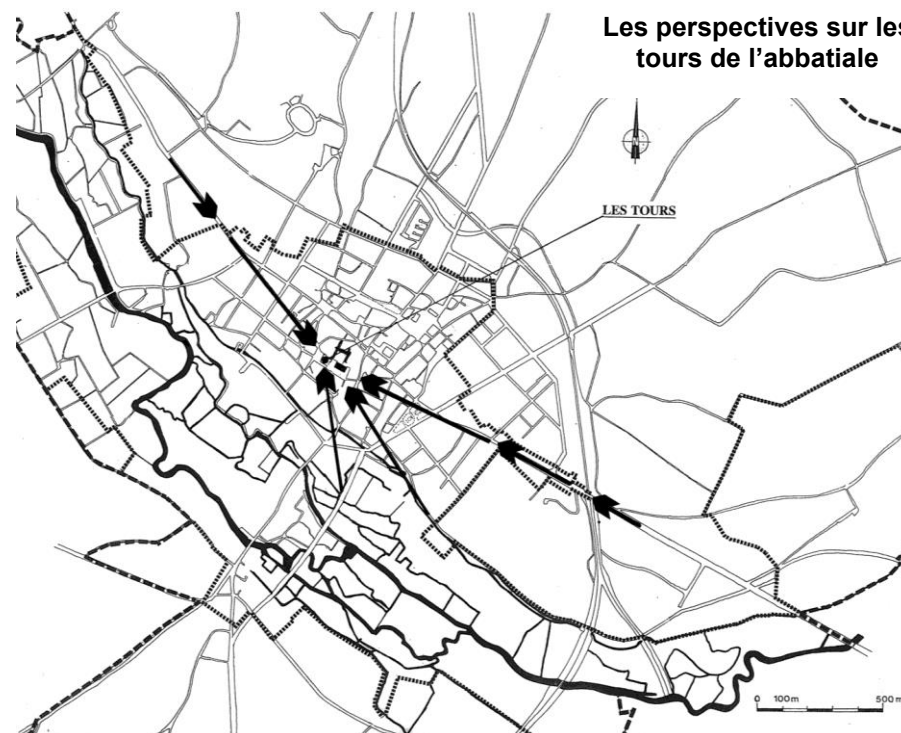 Les perspectives sur les
tours de l’abbatiale
LES TOURS
0 100m 500m